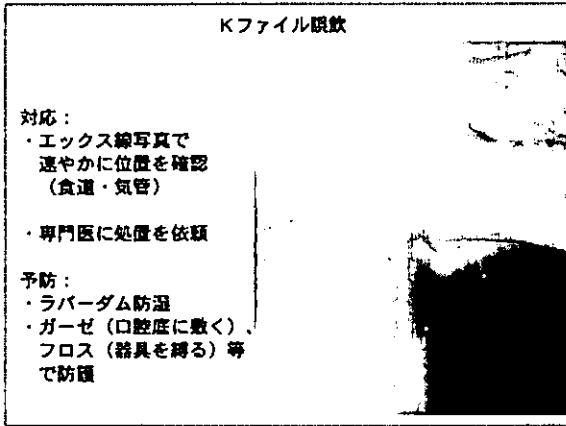 Kファイル誤飲
対応：
・エックス線写真で
速やかに位置を確認
（食道・気管）
・専門医に処置を依頼
予防：
・ラバーダム防湿
・ガーゼ（口腔底に敷く）、
フロス（器具を縛る）等
で防護